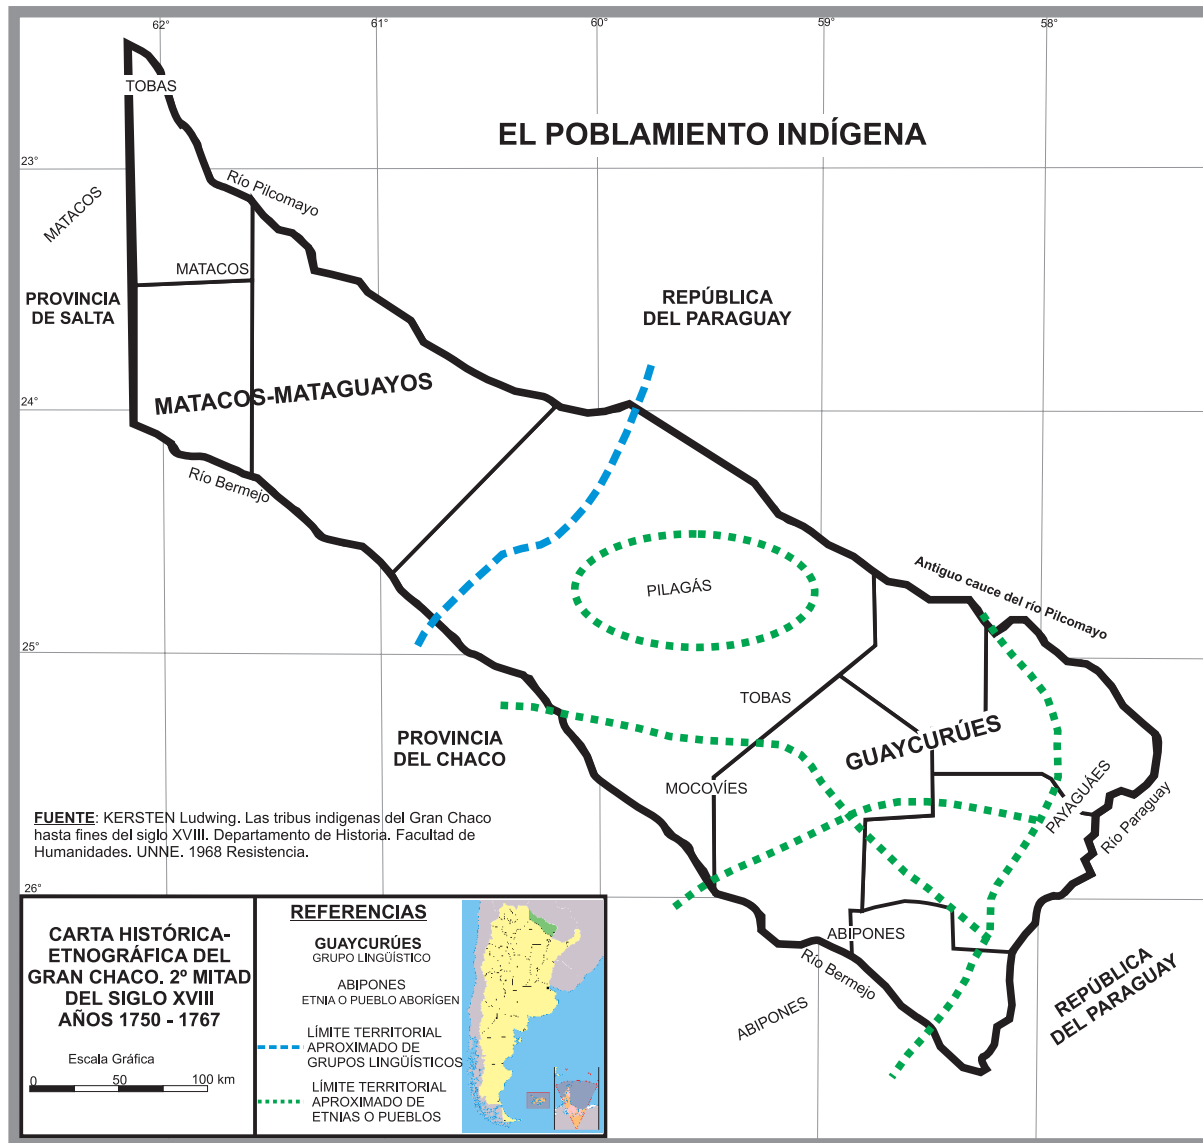 62°
61°
60°
59°
58°
TOBAS
EL POBLAMIENTO INDÍGENA
23°
Río Pilcomayo
MATACOS
MATACOS
PROVINCIA
DE SALTA
REPÚBLICA
DEL PARAGUAY
MATACOS-MATAGUAYOS
24°
Río Bermejo
PILAGÁS
Antiguo cauce del río Pilcomayo
25°
TOBAS
GUAYCURÚES
PROVINCIA
DEL CHACO
MOCOVÍES
PAYAGUÁES
Río Paraguay
FUENTE: KERSTEN Ludwing. Las tribus indigenas del Gran Chaco
hasta fines del siglo XVIII. Departamento de Historia. Facultad de
Humanidades. UNNE. 1968 Resistencia.
26°
ABIPONES
Río Bermejo
ABIPONES
REPÚBLICA
DEL PARAGUAY
CARTA HISTÓRICA-
ETNOGRÁFICA DEL
GRAN CHACO. 2º MITAD
DEL SIGLO XVIII
AÑOS 1750 - 1767
Escala Gráfica
0 50 100 km
REFERENCIAS
GUAYCURÚES
GRUPO LINGÜÍSTICO
ABIPONES
ETNIA O PUEBLO ABORÍGEN
LÍMITE TERRITORIAL
APROXIMADO DE
GRUPOS LINGÜÍSTICOS
LÍMITE TERRITORIAL
APROXIMADO DE
ETNIAS O PUEBLOS